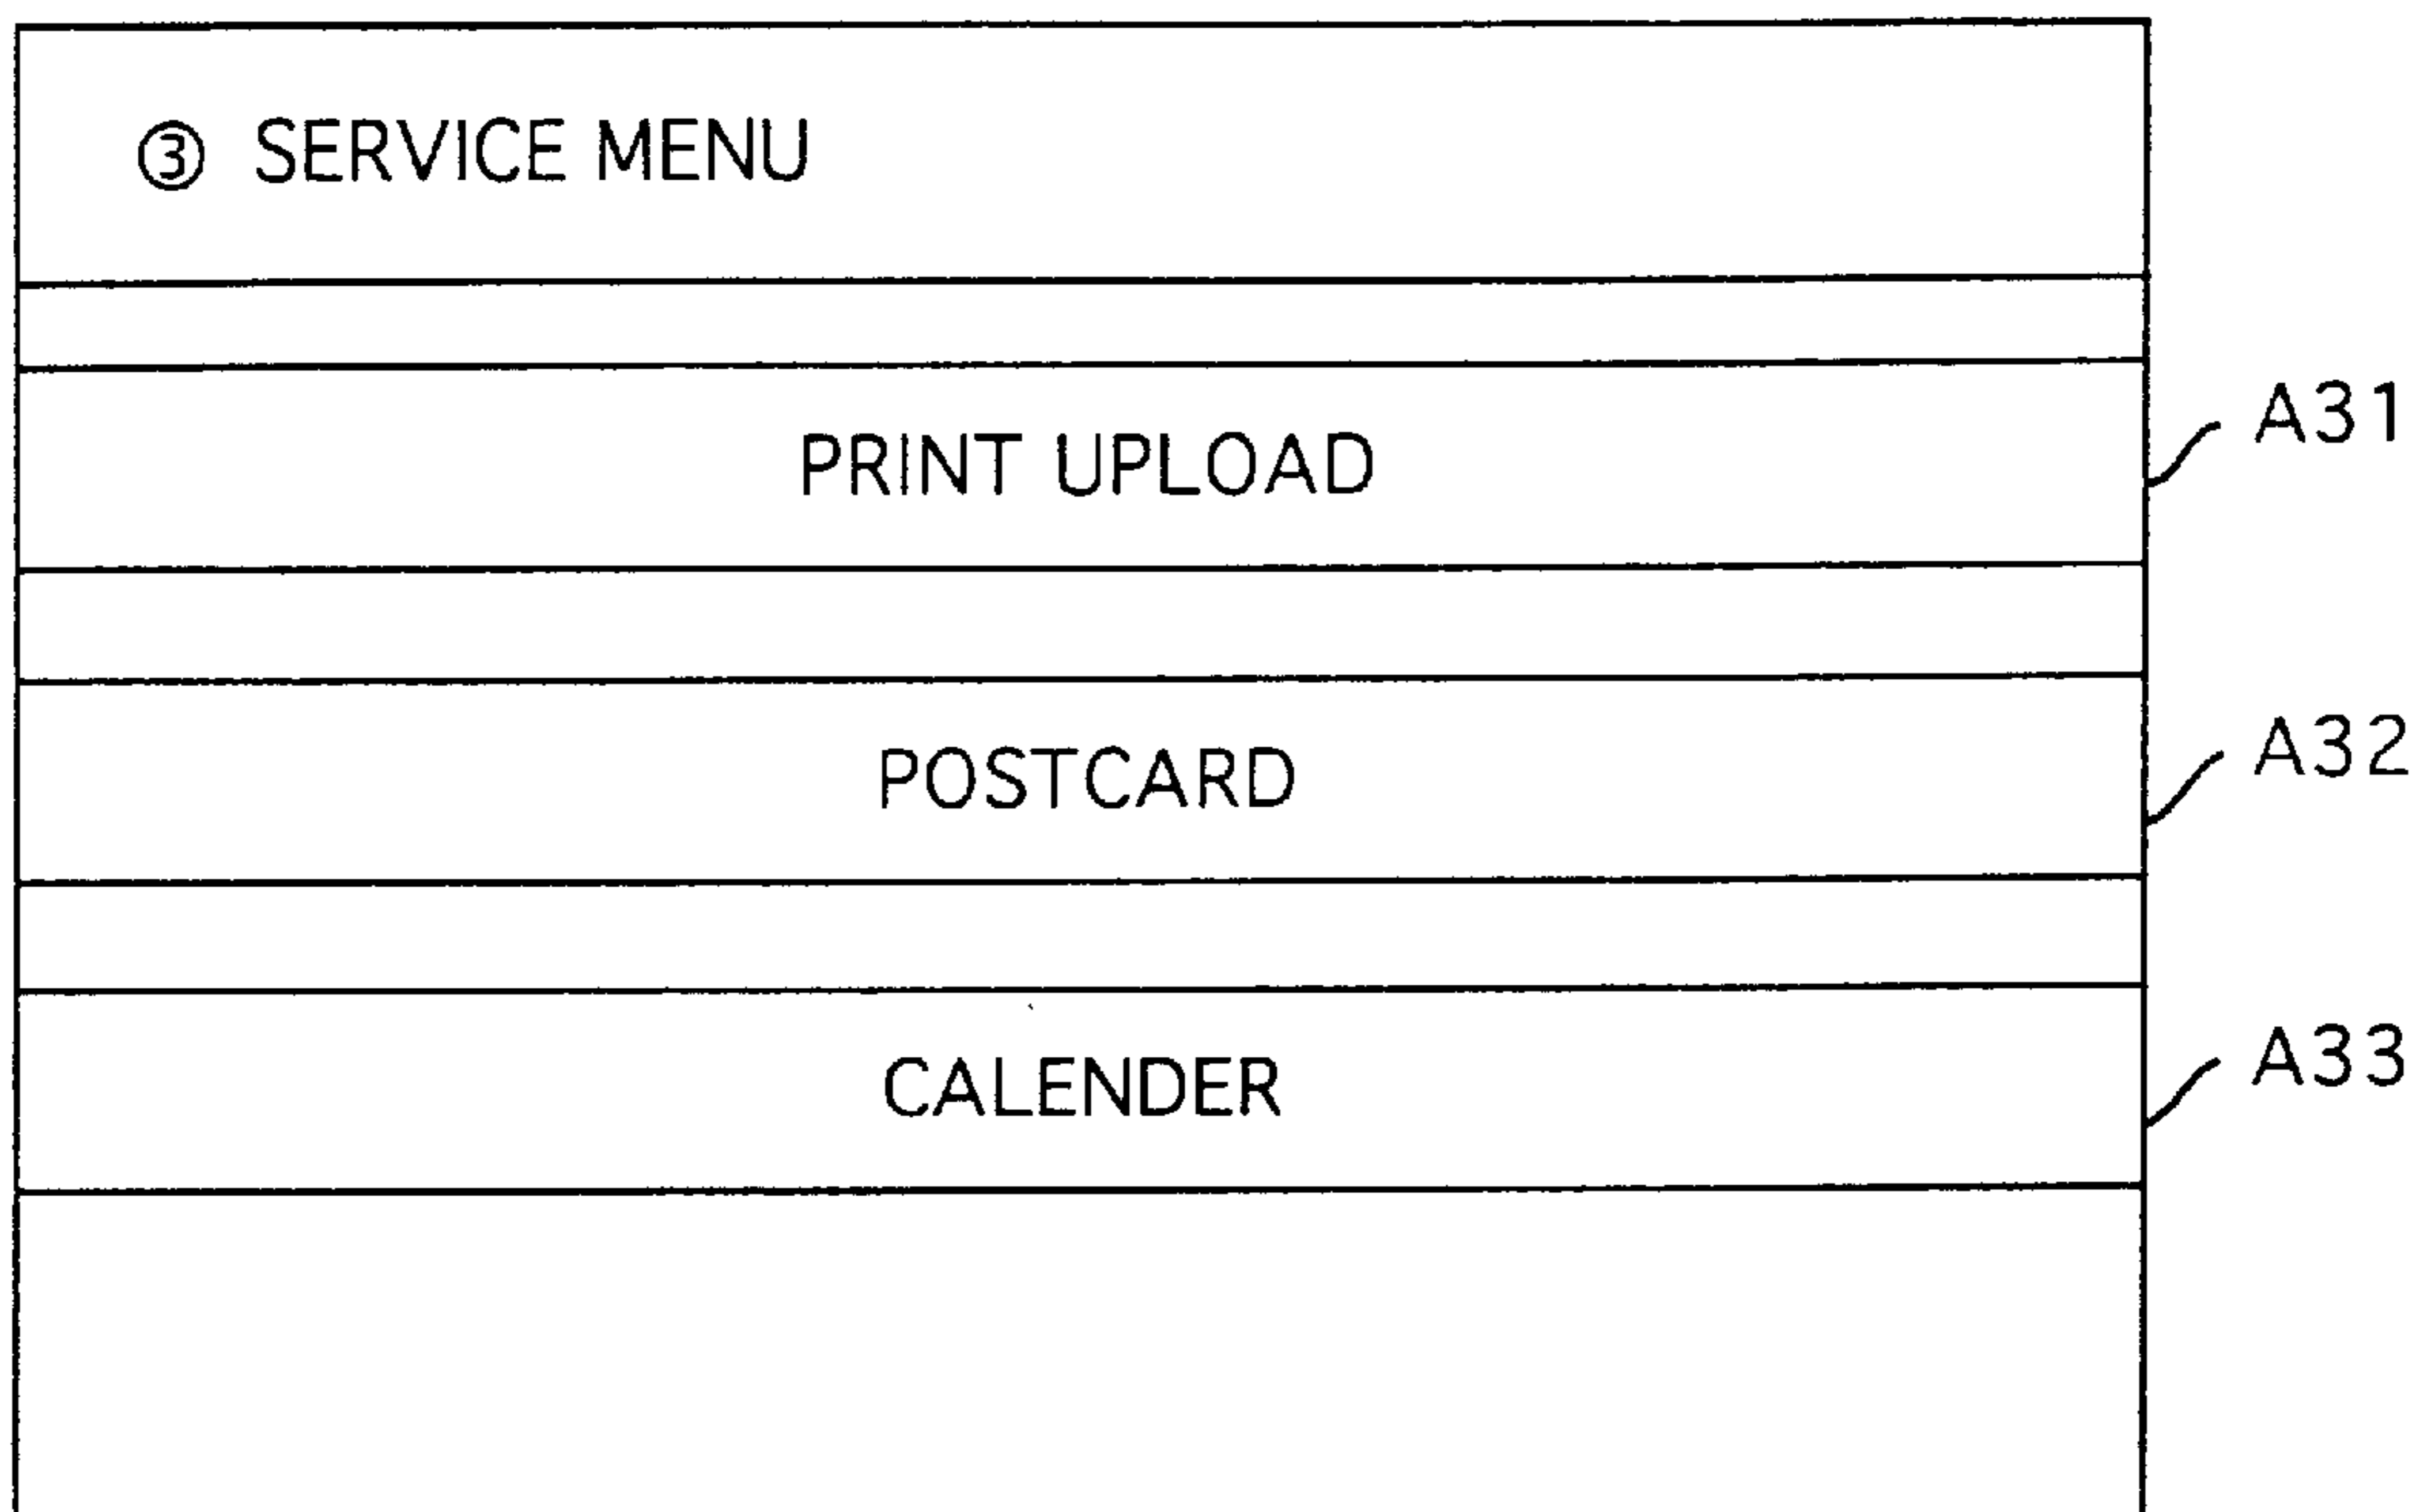 ③ SERVICE MENU
PRINT UPLOAD A31
POSTCARD A32
CALENDER A33